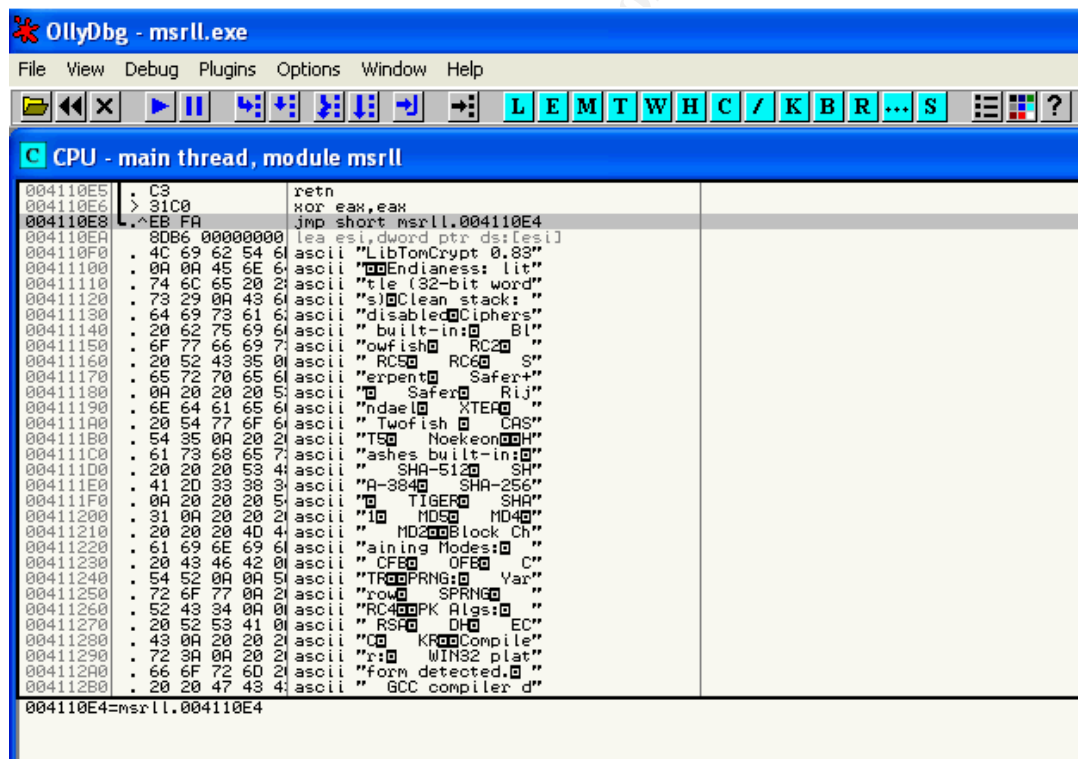 OllyDbg - msrll.exe
File View Debug Plugins Options Window Help
L E M T W H C / K B R ... S ?
C CPU - main thread, module msrll
004110E5 . C3 retn
004110E6 > 31C0 xor eax,eax
004110E8 .^EB FA jmp short msrll.004110E4
004110EA 8DB6 00000000 lea esi,dword ptr ds:[esi]
004110F0 . 4C 69 62 54 6 ascii "LibTomCrypt 0.83"
00411100 . 0A 0A 45 6E 6 ascii "Endianess: lit"
00411110 . 74 6C 65 20 2 ascii "tle (32-bit word"
00411120 . 73 29 0A 43 6 ascii "s)Clean stack: "
00411130 . 64 69 73 61 6 ascii "disabledCiphers"
00411140 . 20 62 75 69 6 ascii " built-in: Bl"
00411150 . 6F 77 66 69 7 ascii "owfish RC2 "
00411160 . 20 52 43 35 0 ascii " RC5 RC6 S"
00411170 . 65 72 70 65 6 ascii "erpent Safer+"
00411180 . 0A 20 20 20 5 ascii " Safer Rij"
00411190 . 6E 64 61 65 6 ascii "ndael XTEA "
004111A0 . 20 54 77 6F 6 ascii " Twofish CAS"
004111B0 . 54 35 0A 20 2 ascii "T5 NoekeonH"
004111C0 . 61 73 68 65 7 ascii "ashes built-in:"
004111D0 . 20 20 20 53 4 ascii " SHA-512 SH"
004111E0 . 41 2D 33 38 3 ascii "A-384 SHA-256"
004111F0 . 0A 20 20 20 5 ascii " TIGER SHA"
00411200 . 31 0A 20 20 2 ascii "1 MD5 MD4"
00411210 . 20 20 20 4D 4 ascii " MD2Block Ch"
00411220 . 61 69 6E 69 6 ascii "aining Modes: "
00411230 . 20 43 46 42 0 ascii " CFB OFB C"
00411240 . 54 52 0A 0A 5 ascii "TRPRNG: Yar"
00411250 . 72 6F 77 0A 2 ascii "row SPRNG "
00411260 . 52 43 34 0A 0 ascii "RC4PK Algs: "
00411270 . 20 52 53 41 0 ascii " RSA DH EC"
00411280 . 43 0A 20 20 2 ascii "C KRCompile"
00411290 . 72 3A 0A 20 2 ascii "r: WIN32 plat"
004112A0 . 66 6F 72 6D 2 ascii "form detected. "
004112B0 . 20 20 47 43 4 ascii " GCC compiler d"
004110E4=msrll.004110E4